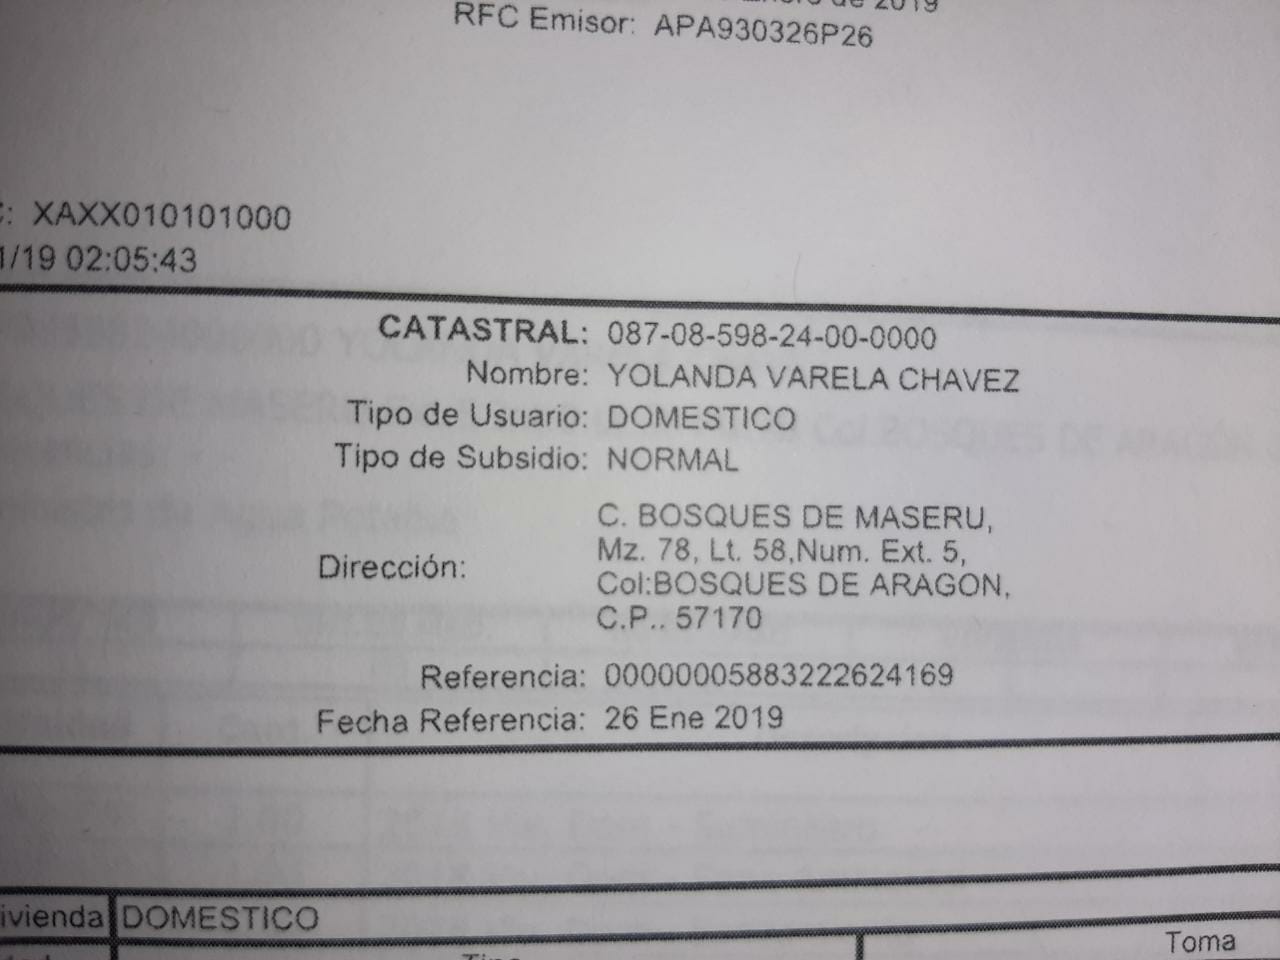 de 2019
RFC Emisor: APA930326P26
C: XAXX010101000
1/19 02:05:43
CATASTRAL: 087-08-598-24-00-0000
Nombre: YOLANDA VARELA CHAVEZ
Tipo de Usuario: DOMESTICO
Tipo de Subsidio: NORMAL
Dirección: C. BOSQUES DE MASERU,
Mz. 78, Lt. 58,Num. Ext. 5,
Col:BOSQUES DE ARAGON,
C.P.. 57170
Referencia: 00000005883222624169
Fecha Referencia: 26 Ene 2019
ivienda DOMESTICO
Tipo
Toma